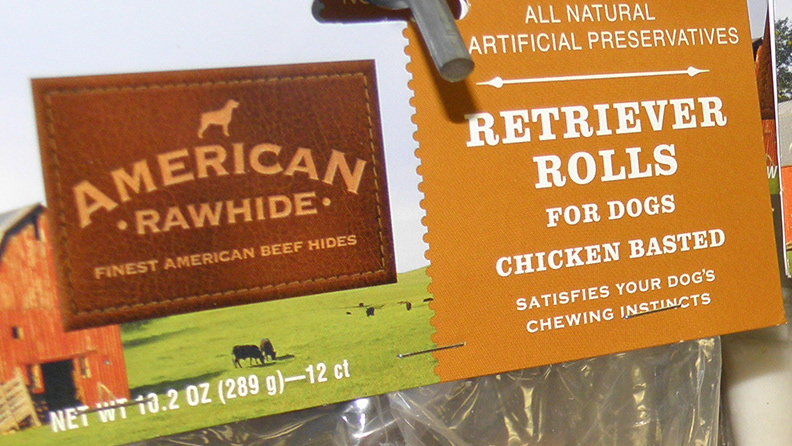 AMERICAN
RAWHIDE
FINEST AMERICAN BEEF HIDES
NET WT 10.2 OZ (289 g)—12 ct
ALL NATURAL
ARTIFICIAL PRESERVATIVES
RETRIEVER
ROLLS
FOR DOGS
CHICKEN BASTED
SATISFIES YOUR DOG'S
CHEWING INSTINCTS